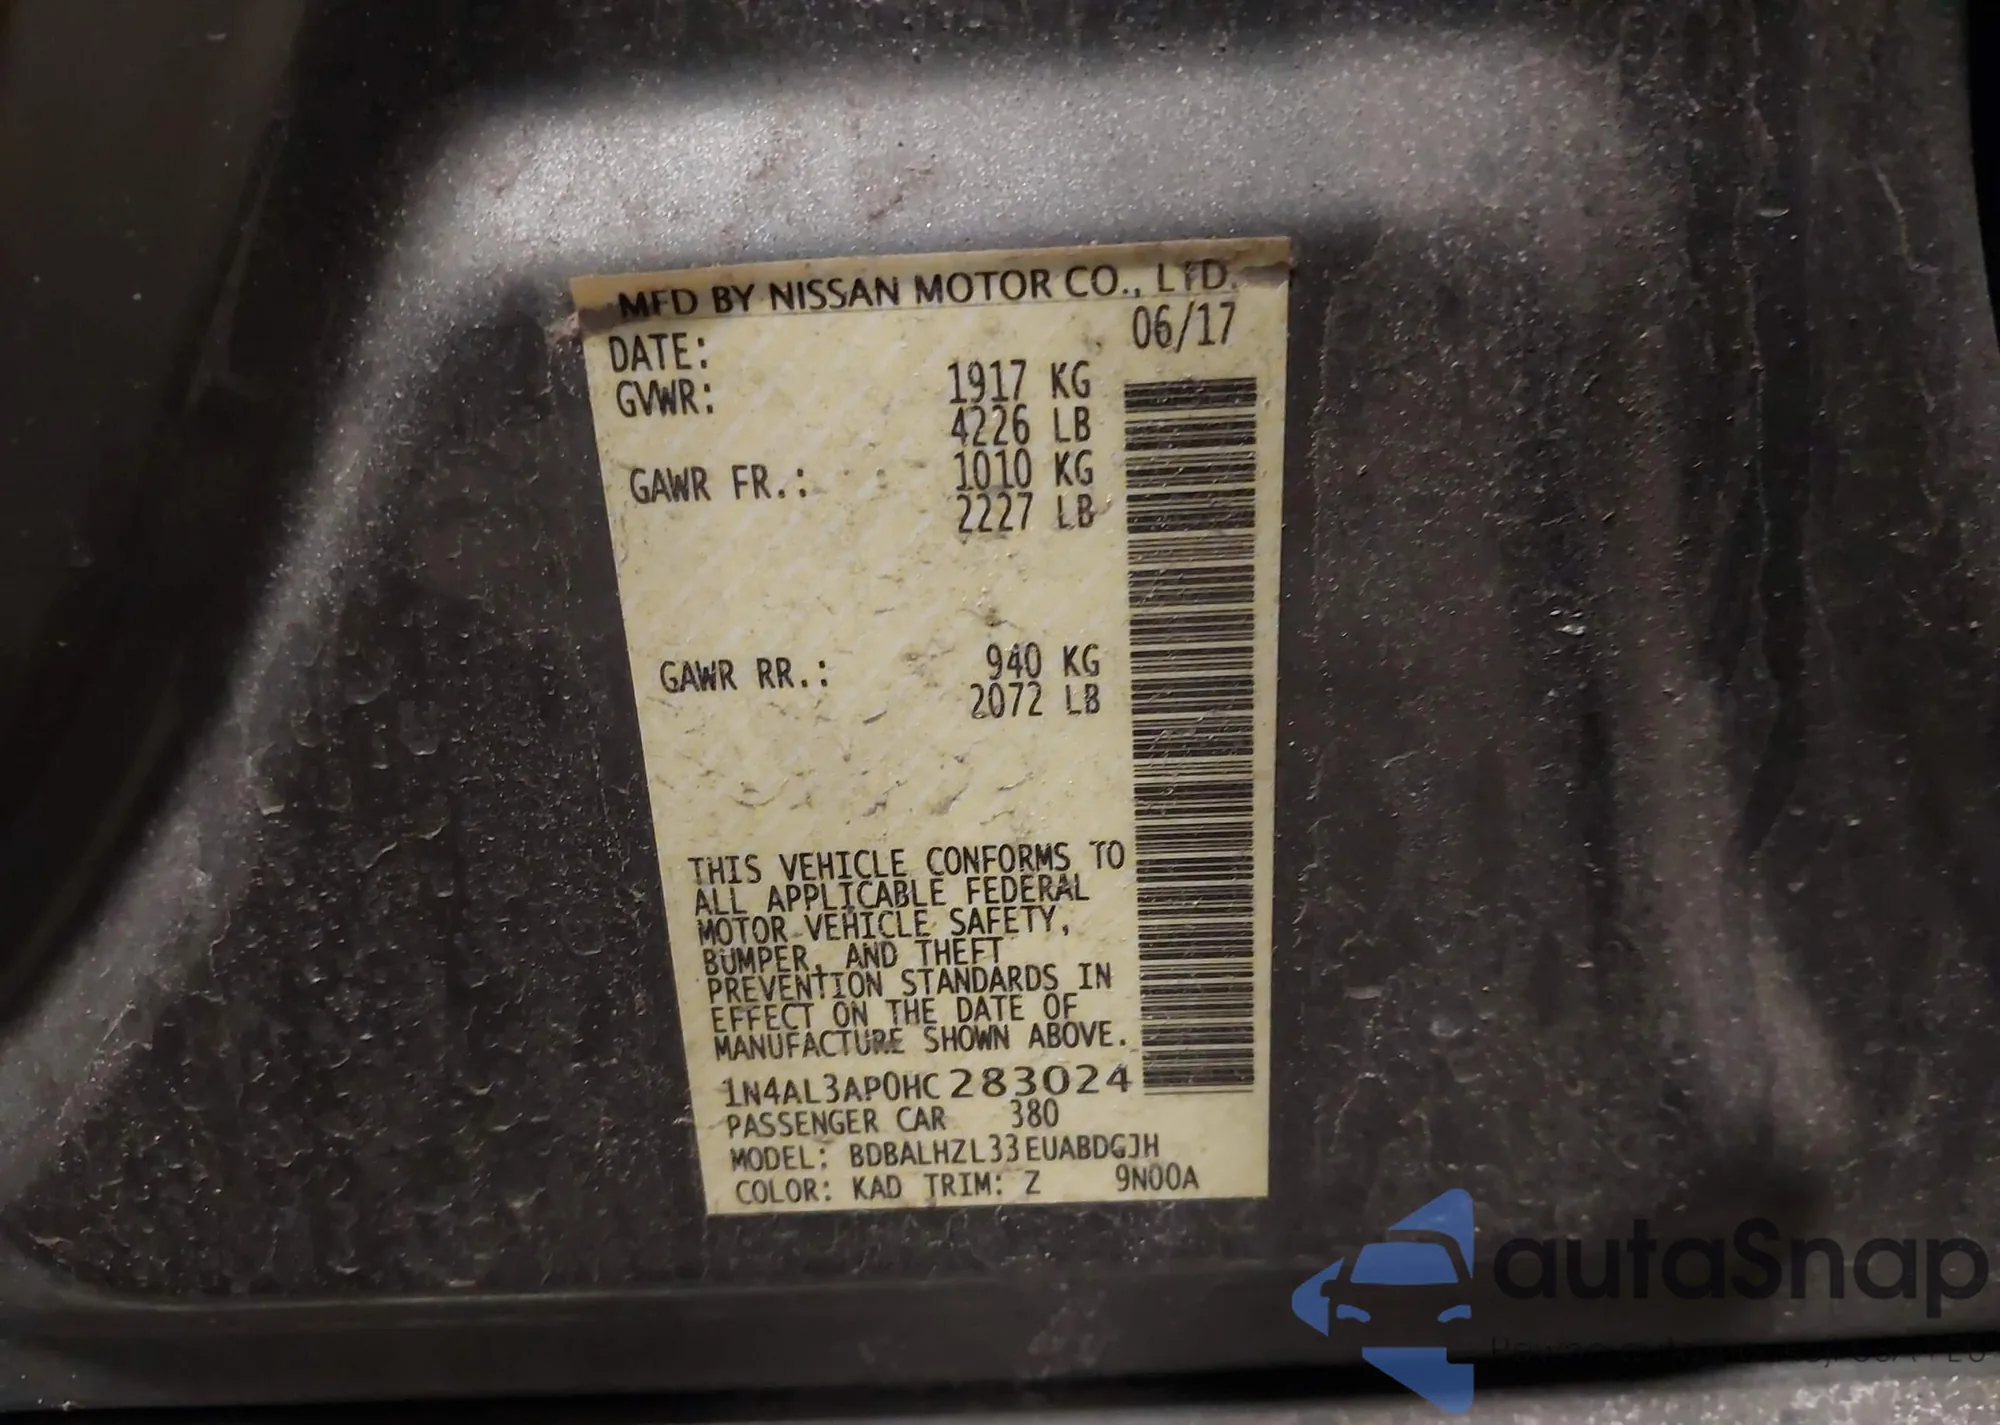 MFD BY NISSAN MOTOR CO., LTD.
DATE: 06/17
GVWR: 1917 KG
4226 LB
GAWR FR.: 1010 KG
2227 LB
GAWR RR.: 940 KG
2072 LB
THIS VEHICLE CONFORMS TO
ALL APPLICABLE FEDERAL
MOTOR VEHICLE SAFETY,
BUMPER, AND THEFT
PREVENTION STANDARDS IN
EFFECT ON THE DATE OF
MANUFACTURE SHOWN ABOVE.
1N4AL3AP0HC283024
PASSENGER CAR 380
MODEL: BDBALHZL33EUABDGJH
COLOR: KAD TRIM: Z 9N00A
autaSnap